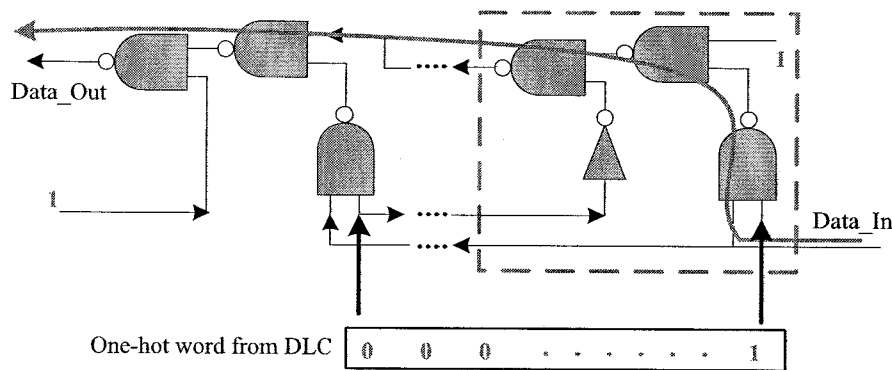 1
Data_Out
1
Data_In
One-hot word from DLC 0 0 0 - - - - - - 1